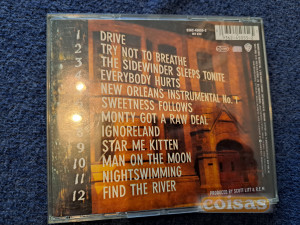 1 DRIVE
2 TRY NOT TO BREATHE
3 THE SIDEWINDER SLEEPS TONITE
4 EVERYBODY HURTS
5 NEW ORLEANS INSTRUMENTAL No. 1
6 SWEETNESS FOLLOWS
7 MONTY GOT A RAW DEAL
8 IGNORELAND
9 STAR ME KITTEN
10 MAN ON THE MOON
11 NIGHTSWIMMING
12 FIND THE RIVER
PRODUCED BY SCOTT LITT & R.E.M.
coisas